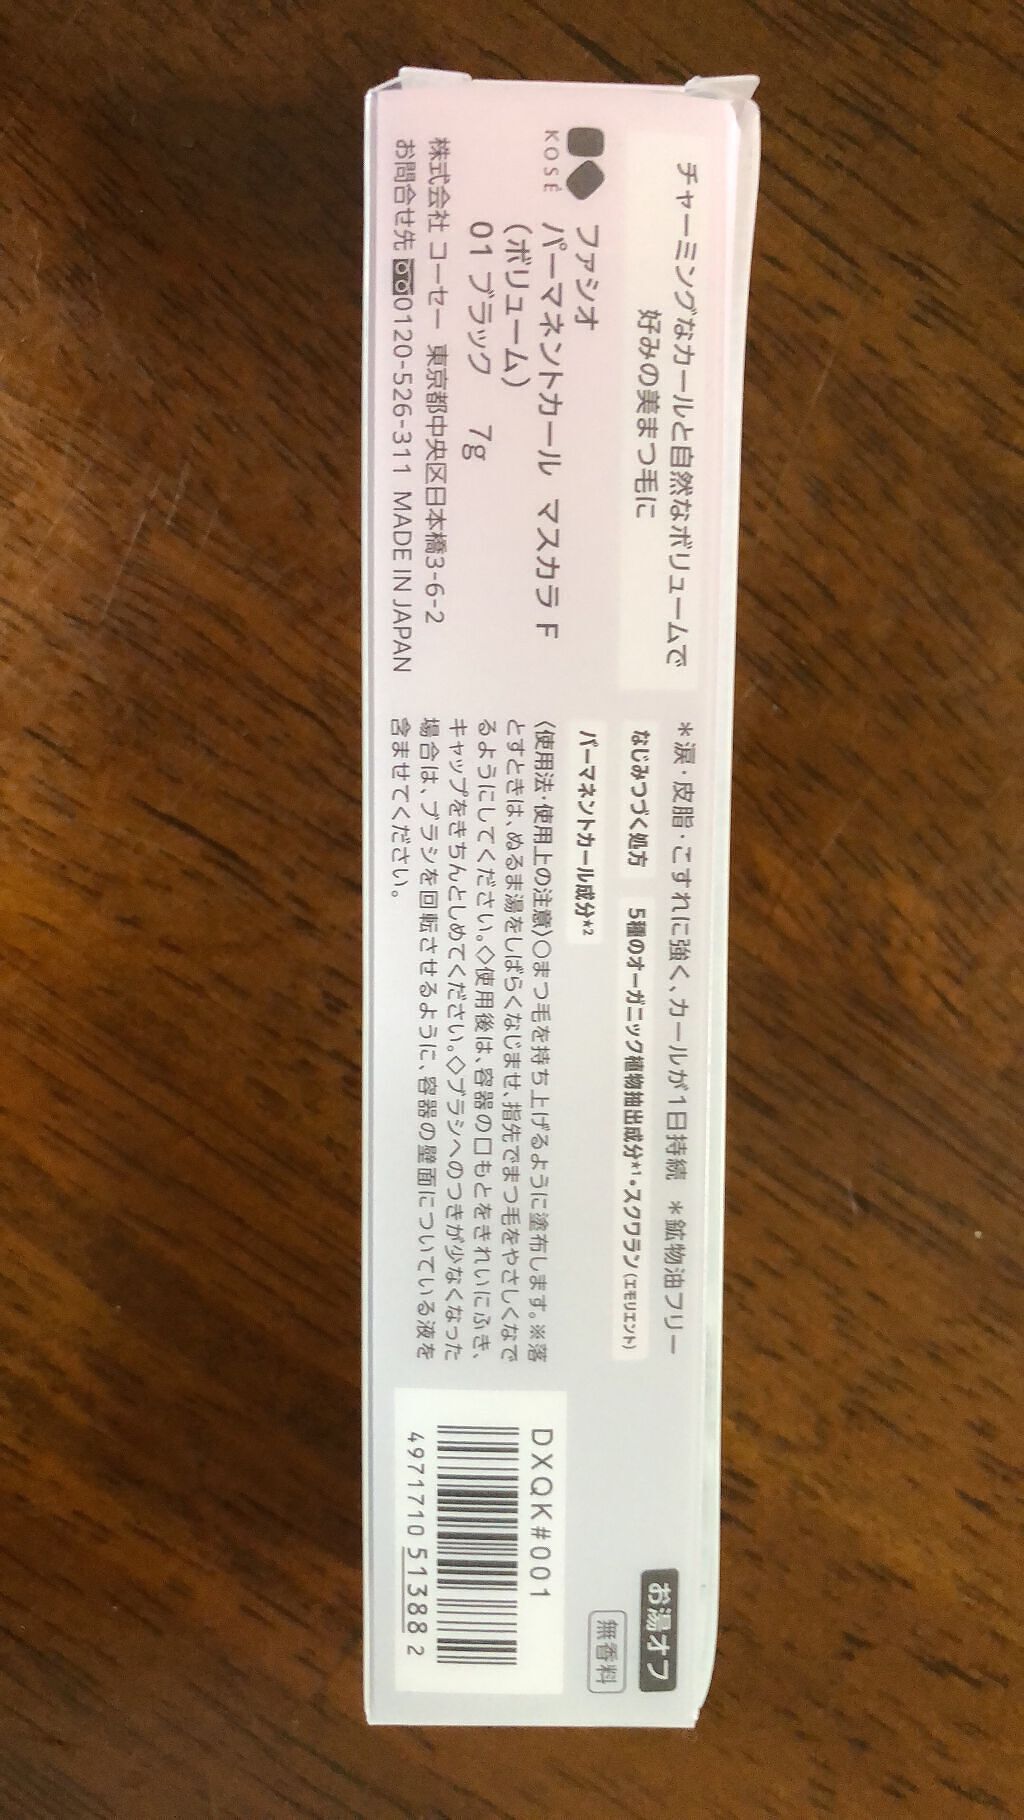 チャーミングなカールと自然なボリュームで
好みの美まつ毛に
KOSÉ
ファシオ
パーマネントカール マスカラ F
(ボリューム)
01 ブラック 7g
株式会社 コーセー 東京都中央区日本橋3-6-2
お問合せ先 0120-526-311 MADE IN JAPAN
＊涙・皮脂・こすれに強く、カールが1日持続 ＊鉱物油フリー
なじみつづく処方 5種のオーガニック植物抽出成分*1・スクワラン(エモリエント)
パーマネントカール成分*2
〈使用法・使用上の注意〉○まつ毛を持ち上げるように塗布します。※落
とすときは、ぬるま湯をしばらくなじませ、指先でまつ毛をやさしくなで
るようにしてください。◇使用後は、容器の口もとをきれいにふき、
キャップをきちんとしめてください。◇ブラシへのつきが少なくなった
場合は、ブラシを回転させるように、容器の壁面についている液を
含ませてください。
お湯オフ
無香料
DXQK#001
4971710 513882